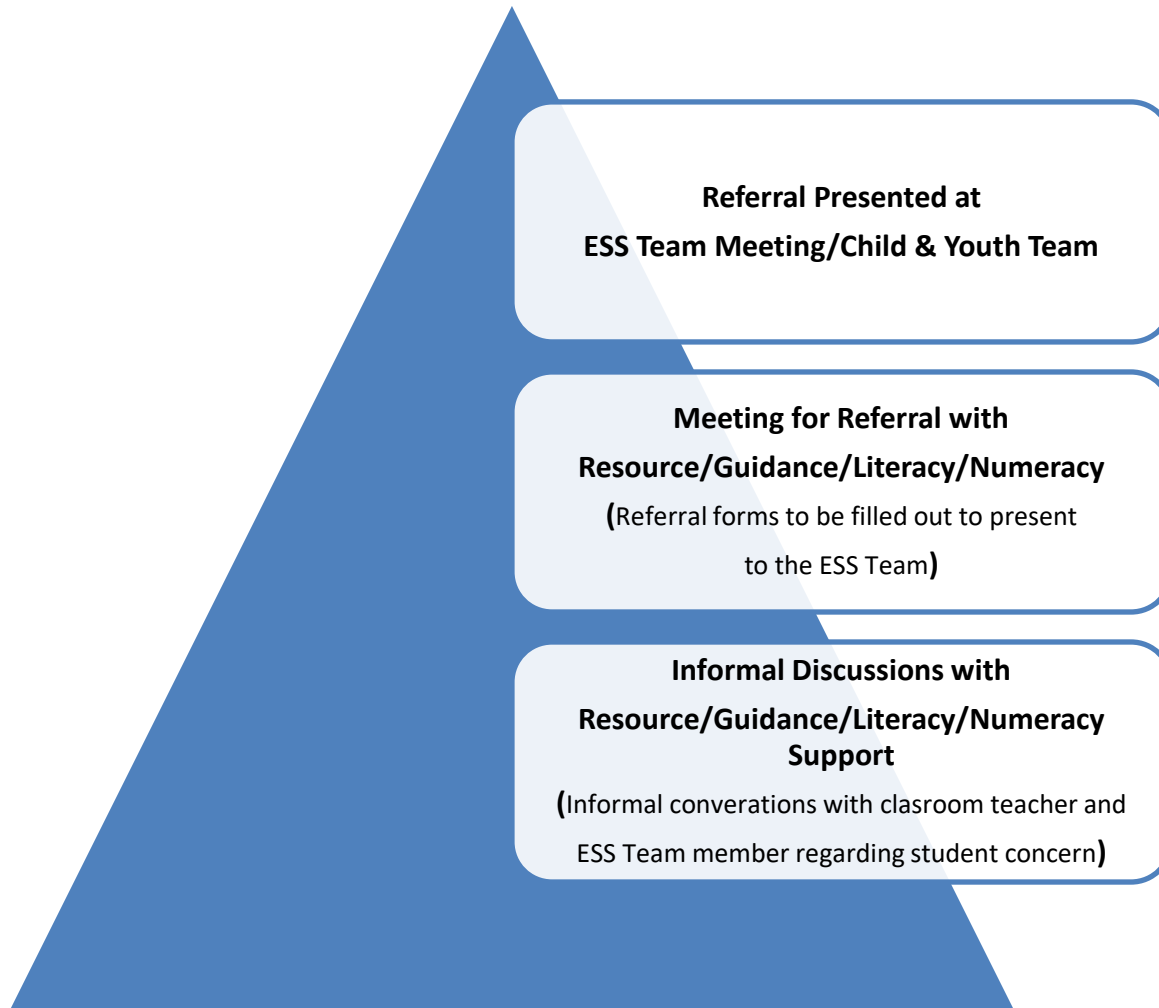 Referral Presented at
ESS Team Meeting/Child & Youth Team
Meeting for Referral with
Resource/Guidance/Literacy/Numeracy
(Referral forms to be filled out to present
to the ESS Team)
Informal Discussions with
Resource/Guidance/Literacy/Numeracy
Support
(Informal converations with clasroom teacher and
ESS Team member regarding student concern)